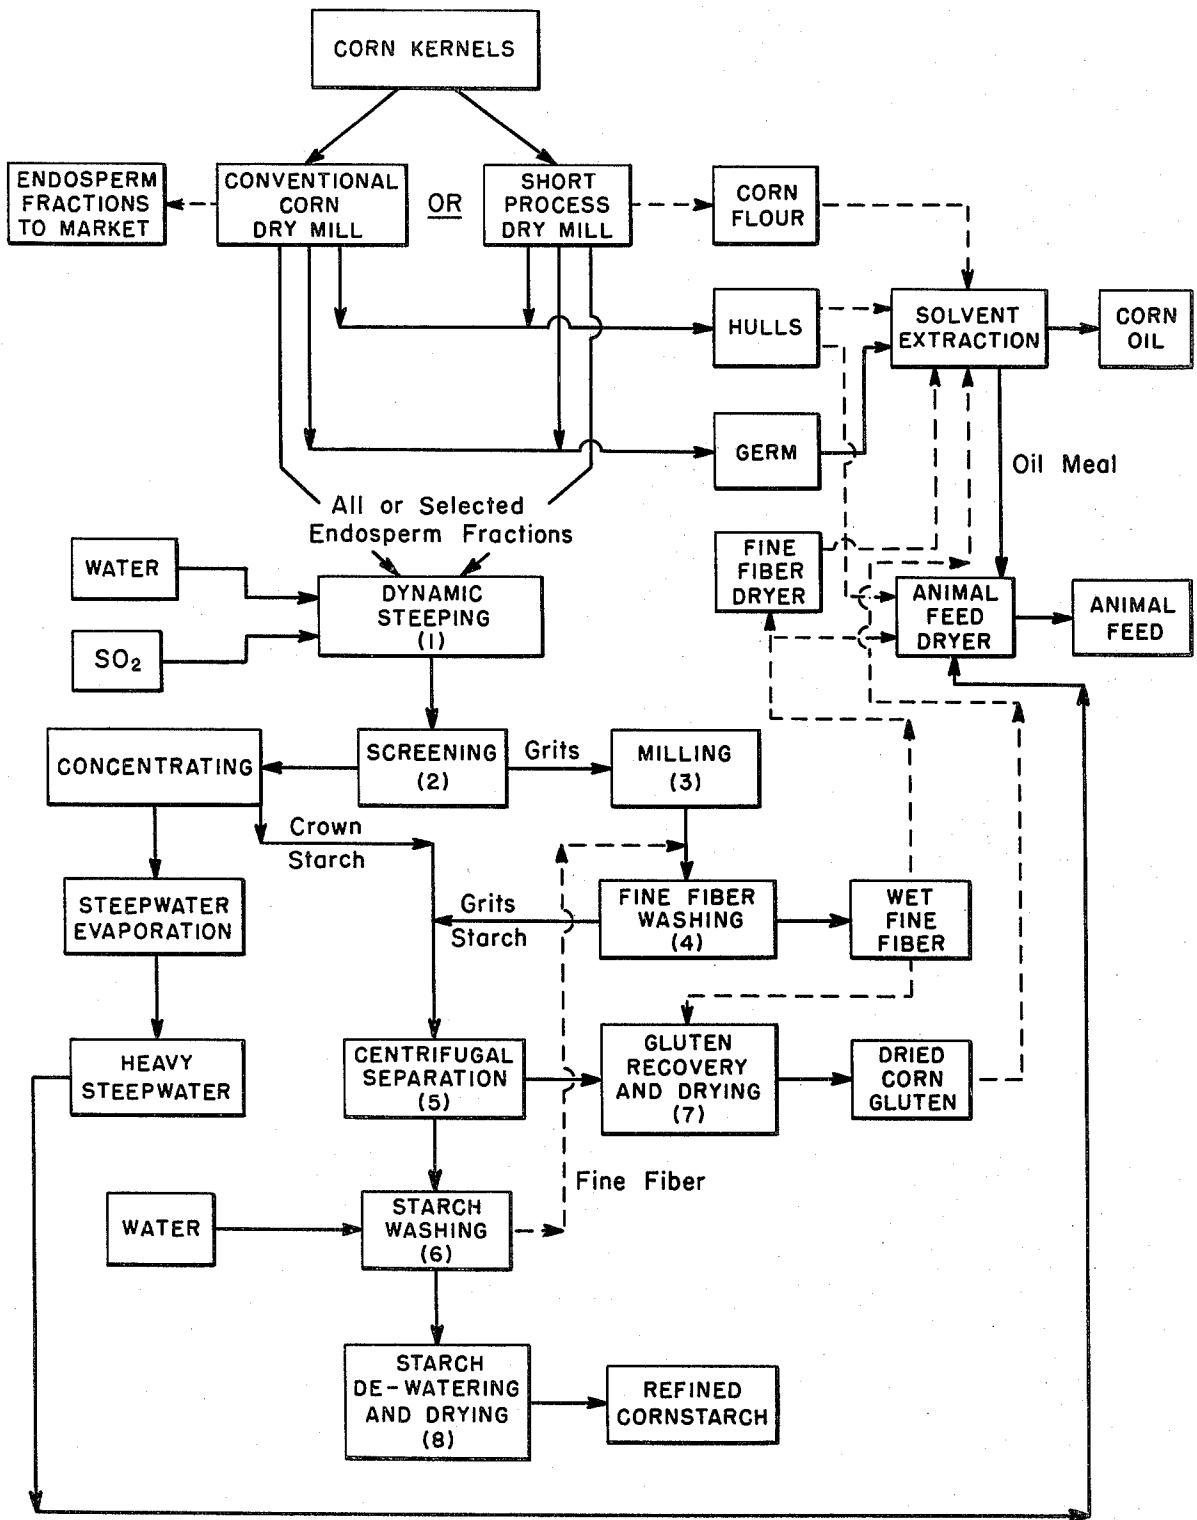 CORN KERNELS
ENDOSPERM
FRACTIONS
TO MARKET
CONVENTIONAL
CORN
DRY MILL
OR
SHORT
PROCESS
DRY MILL
CORN
FLOUR
HULLS
SOLVENT
EXTRACTION
CORN
OIL
GERM
Oil Meal
All or Selected
Endosperm Fractions
WATER
SO2
DYNAMIC
STEEPING
(1)
FINE
FIBER
DRYER
ANIMAL
FEED
DRYER
ANIMAL
FEED
CONCENTRATING
SCREENING
(2)
Grits
MILLING
(3)
Crown
Starch
STEEPWATER
EVAPORATION
Grits
Starch
FINE FIBER
WASHING
(4)
WET
FINE
FIBER
HEAVY
STEEPWATER
CENTRIFUGAL
SEPARATION
(5)
GLUTEN
RECOVERY
AND DRYING
(7)
DRIED
CORN
GLUTEN
Fine Fiber
WATER
STARCH
WASHING
(6)
STARCH
DE-WATERING
AND DRYING
(8)
REFINED
CORNSTARCH